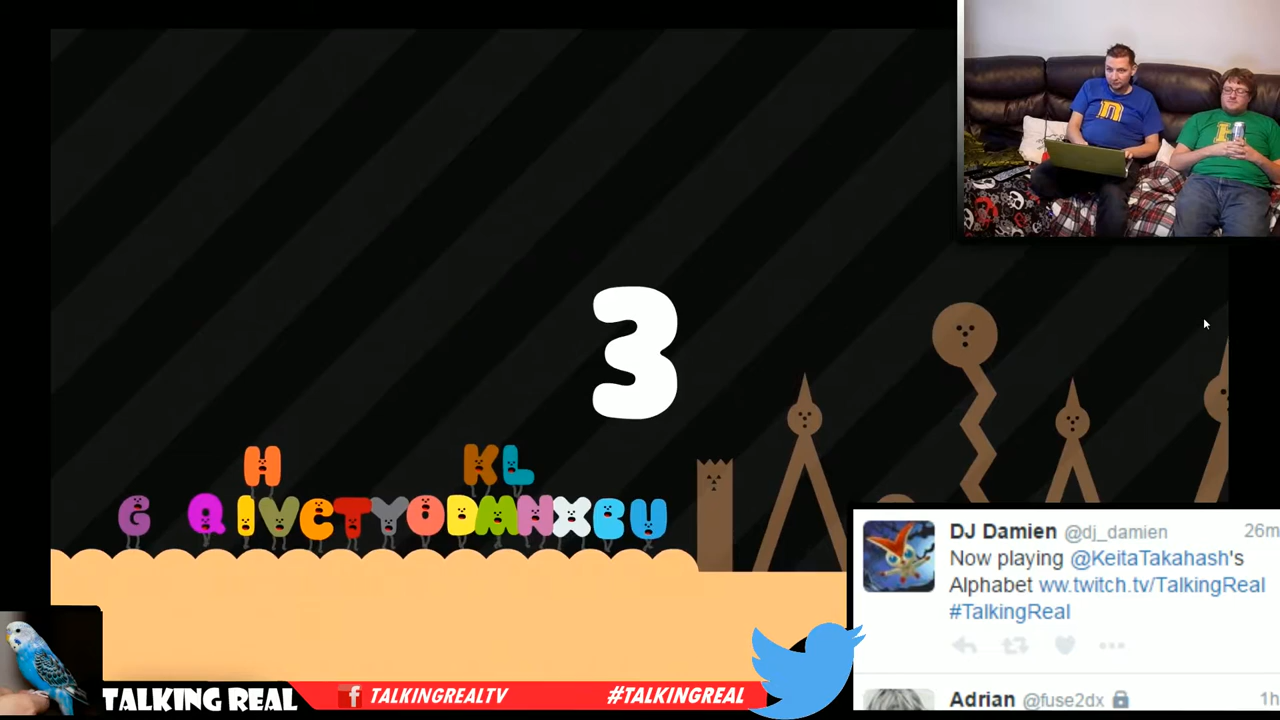 3
H KL
G QIVCTYODMNXCU
n
DJ Damien @dj_damien 26m
Now playing @KeitaTakahash's
Alphabet ww.twitch.tv/TalkingReal
#TalkingReal
Adrian @fuse2dx 1h
TALKING REAL
f TALKINGREALTV
#TALKINGREAL